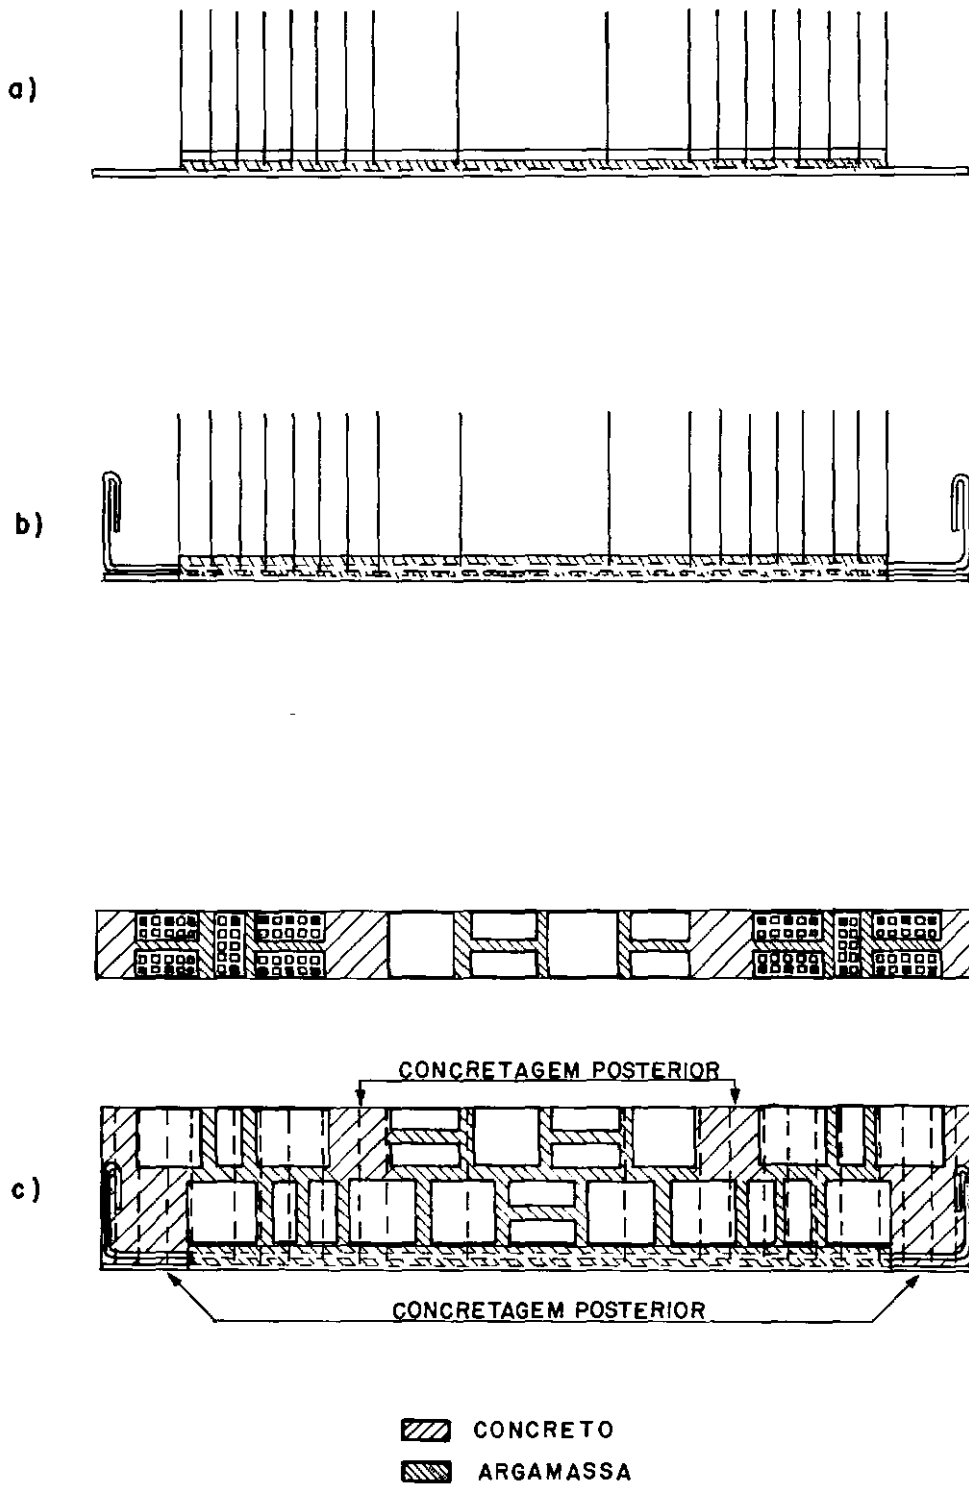 a)
b)
CONCRETAGEM POSTERIOR
c)
CONCRETAGEM POSTERIOR
CONCRETO
ARGAMASSA